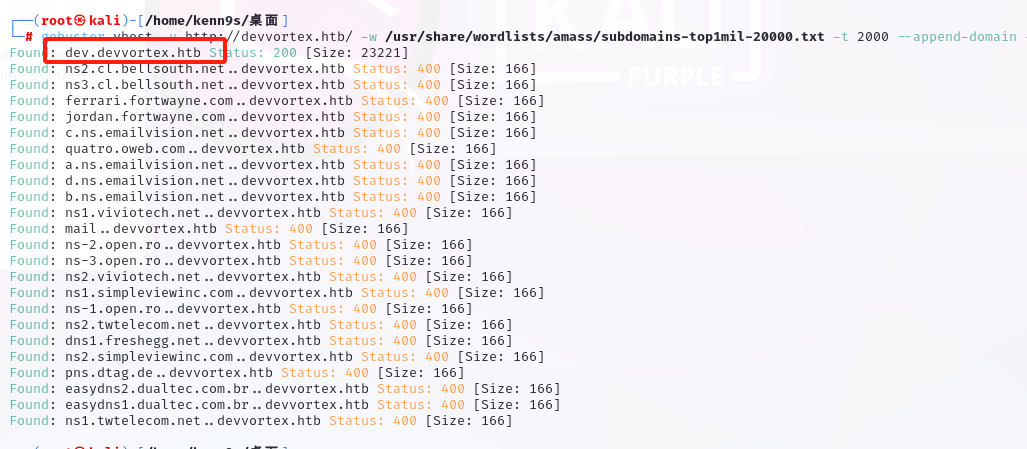 ┌──(root㉿kali)-[/home/kenn9s/桌面]
└─# gobuster vhost -u http://devvortex.htb/ -w /usr/share/wordlists/amass/subdomains-top1mil-20000.txt -t 2000 --append-domain
Found: dev.devvortex.htb Status: 200 [Size: 23221]
Found: ns2.cl.bellsouth.net..devvortex.htb Status: 400 [Size: 166]
Found: ns3.cl.bellsouth.net..devvortex.htb Status: 400 [Size: 166]
Found: ferrari.fortwayne.com..devvortex.htb Status: 400 [Size: 166]
Found: jordan.fortwayne.com..devvortex.htb Status: 400 [Size: 166]
Found: c.ns.emailvision.net..devvortex.htb Status: 400 [Size: 166]
Found: quatro.oweb.com..devvortex.htb Status: 400 [Size: 166]
Found: a.ns.emailvision.net..devvortex.htb Status: 400 [Size: 166]
Found: d.ns.emailvision.net..devvortex.htb Status: 400 [Size: 166]
Found: b.ns.emailvision.net..devvortex.htb Status: 400 [Size: 166]
Found: ns1.viviotech.net..devvortex.htb Status: 400 [Size: 166]
Found: mail..devvortex.htb Status: 400 [Size: 166]
Found: ns-2.open.ro..devvortex.htb Status: 400 [Size: 166]
Found: ns-3.open.ro..devvortex.htb Status: 400 [Size: 166]
Found: ns2.viviotech.net..devvortex.htb Status: 400 [Size: 166]
Found: ns1.simpleviewinc.com..devvortex.htb Status: 400 [Size: 166]
Found: ns-1.open.ro..devvortex.htb Status: 400 [Size: 166]
Found: ns2.twtelecom.net..devvortex.htb Status: 400 [Size: 166]
Found: dns1.freshegg.net..devvortex.htb Status: 400 [Size: 166]
Found: ns2.simpleviewinc.com..devvortex.htb Status: 400 [Size: 166]
Found: pns.dtag.de..devvortex.htb Status: 400 [Size: 166]
Found: easydns2.dualtec.com.br..devvortex.htb Status: 400 [Size: 166]
Found: easydns1.dualtec.com.br..devvortex.htb Status: 400 [Size: 166]
Found: ns1.twtelecom.net..devvortex.htb Status: 400 [Size: 166]
PURPLE